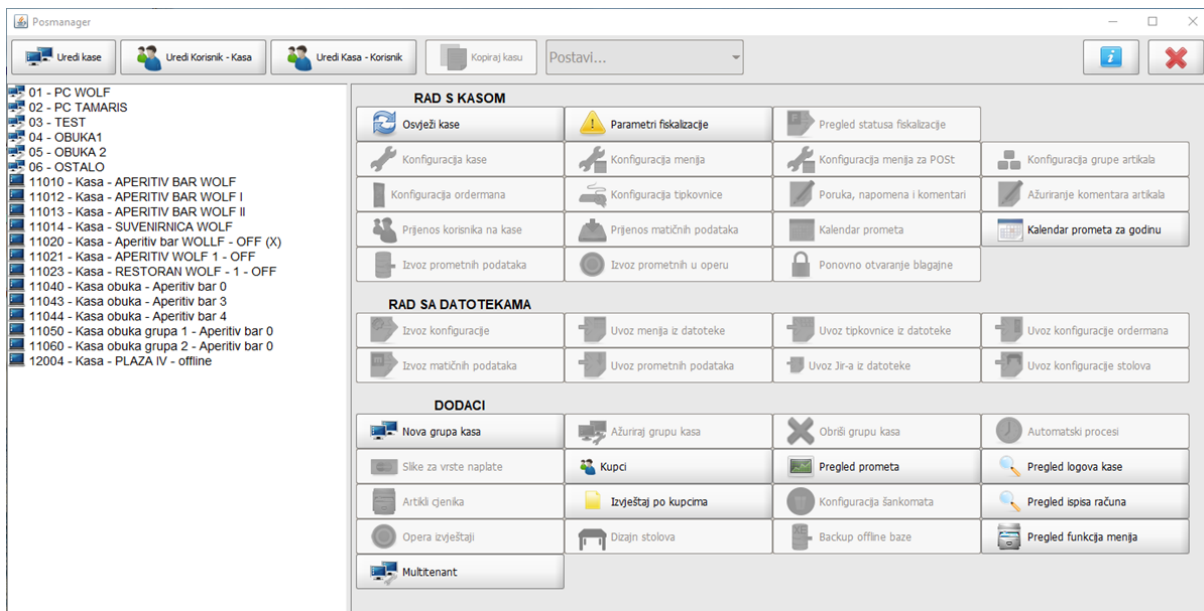 Posmanager
Uredi kase Uredi Korisnik - Kasa Uredi Kasa - Korisnik Kopiraj kasu Postavi...
01 - PC WOLF
02 - PC TAMARIS
03 - TEST
04 - OBUKA1
05 - OBUKA 2
06 - OSTALO
11010 - Kasa - APERITIV BAR WOLF
11012 - Kasa - APERITIV BAR WOLF I
11013 - Kasa - APERITIV BAR WOLF II
11014 - Kasa - SUVENIRNICA WOLF
11020 - Kasa - Aperitiv bar WOLLF - OFF (X)
11021 - Kasa - APERITIV WOLF 1 - OFF
11023 - Kasa - RESTORAN WOLF - 1 - OFF
11040 - Kasa obuka - Aperitiv bar 0
11043 - Kasa obuka - Aperitiv bar 3
11044 - Kasa obuka - Aperitiv bar 4
11050 - Kasa obuka grupa 1 - Aperitiv bar 0
11060 - Kasa obuka grupa 2 - Aperitiv bar 0
12004 - Kasa - PLAZA IV - offline
RAD S KASOM
Osvježi kase Parametri fiskalizacije Pregled statusa fiskalizacije
Konfiguracija kase Konfiguracija menija Konfiguracija menija za POSt Konfiguracija grupe artikala
Konfiguracija ordermana Konfiguracija tipkovnice Poruka, napomena i komentari Ažuriranje komentara artikala
Prijenos korisnika na kase Prijenos matičnih podataka Kalendar prometa Kalendar prometa za godinu
Izvoz prometnih podataka Izvoz prometnih u operu Ponovno otvaranje blagajne
RAD SA DATOTEKAMA
Izvoz konfiguracije Uvoz menija iz datoteke Uvoz tipkovnice iz datoteke Uvoz konfiguracije ordermana
Izvoz matičnih podataka Uvoz prometnih podataka Uvoz Jir-a iz datoteke Uvoz konfiguracije stolova
DODACI
Nova grupa kasa Ažuriraj grupu kasa Obriši grupu kasa Automatski procesi
Slike za vrste naplate Kupci Pregled prometa Pregled logova kase
Artikli cjenika Izvještaj po kupcima Konfiguracija šankomata Pregled ispisa računa
Opera izvještaji Dizajn stolova Backup offline baze Pregled funkcija menija
Multitenant